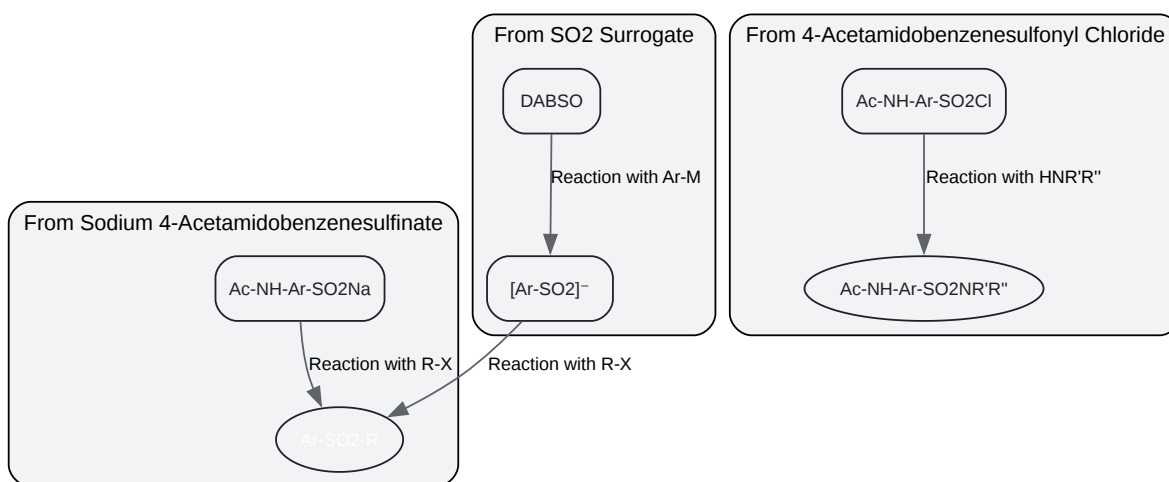 From SO2 Surrogate
From 4-Acetamidobenzenesulfonyl Chloride
DABSO
Ac-NH-Ar-SO2Cl
Reaction with Ar-M
Reaction with HNR'R''
From Sodium 4-Acetamidobenzenesulfinate
Ac-NH-Ar-SO2Na
[Ar-SO2]⁻
Ac-NH-Ar-SO2NR'R''
Reaction with R-X
Reaction with R-X
Ar-SO2-R